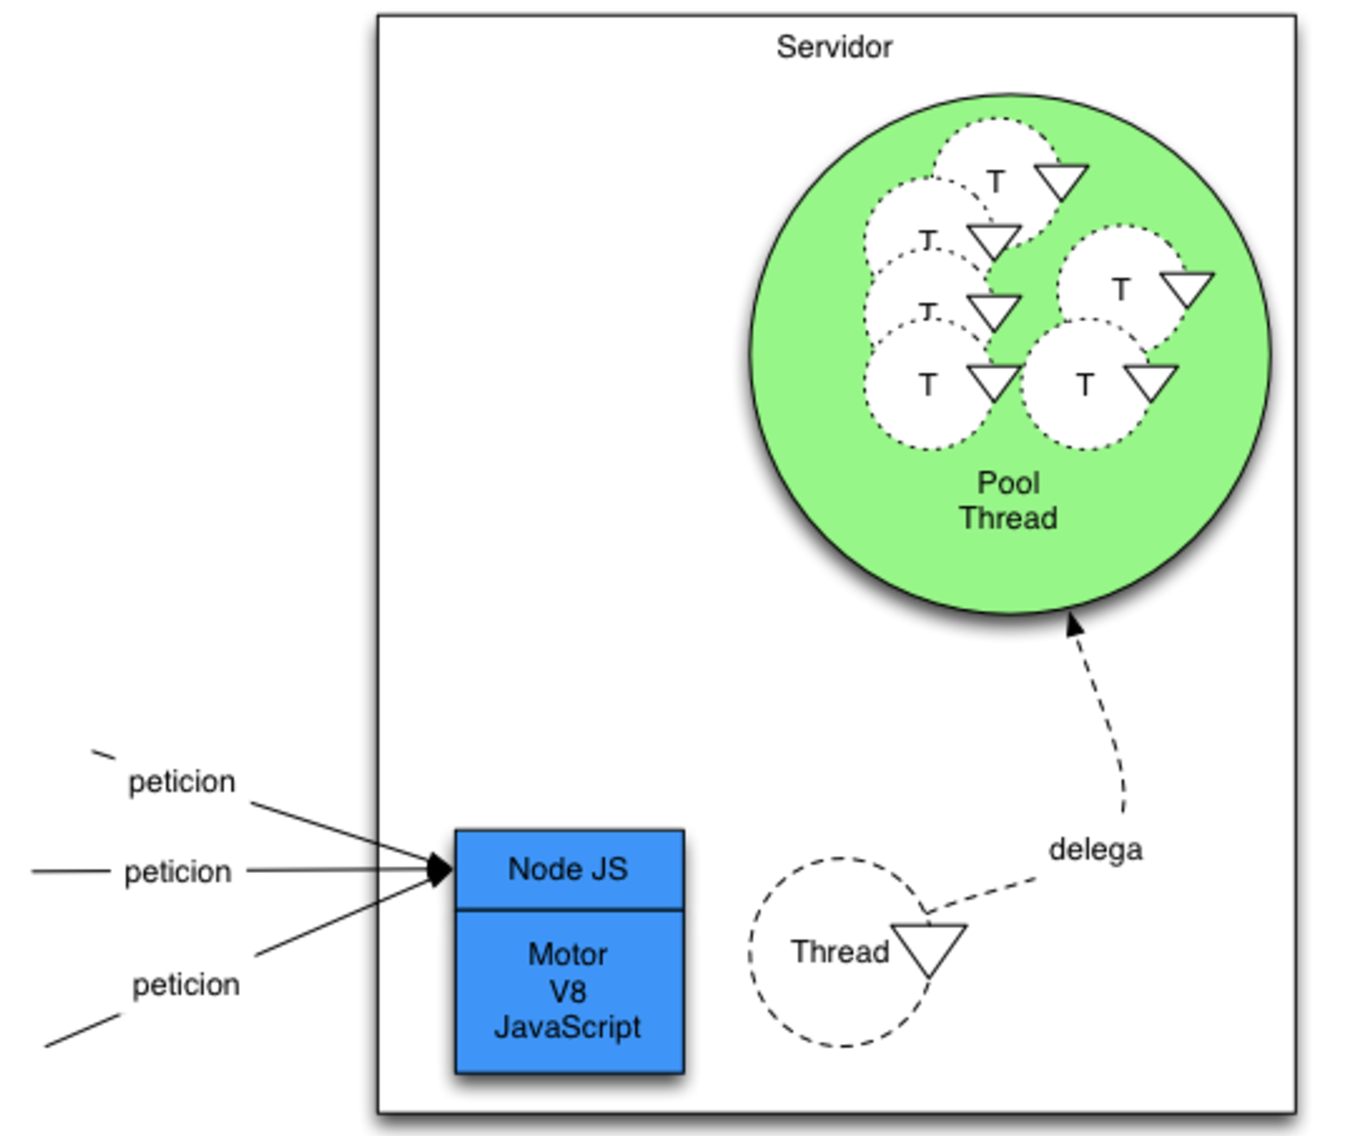 Servidor
T
T
T
T
T
T
Pool
Thread
peticion
peticion
peticion
Node JS
Motor
V8
JavaScript
Thread
delega